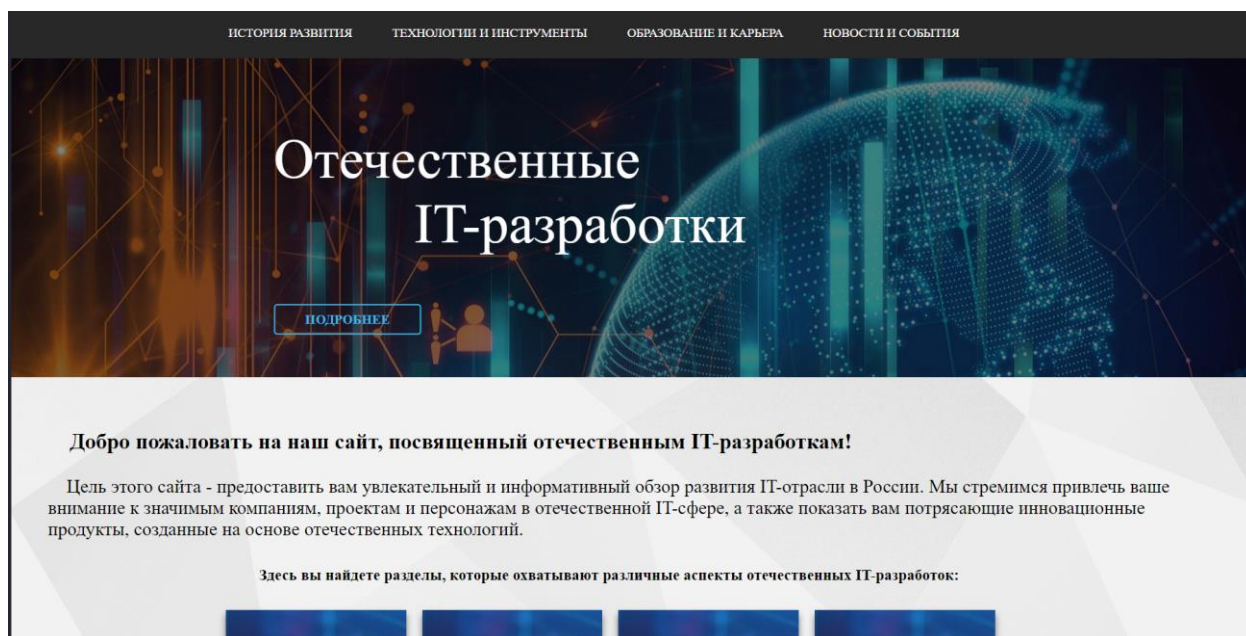 ИСТОРИЯ РАЗВИТИЯ ТЕХНОЛОГИИ И ИНСТРУМЕНТЫ ОБРАЗОВАНИЕ И КАРЬЕРА НОВОСТИ И СОБЫТИЯ
Отечественные
IT-разработки
ПОДРОБНЕЕ
Добро пожаловать на наш сайт, посвященный отечественным IT-разработкам!
Цель этого сайта - предоставить вам увлекательный и информативный обзор развития IT-отрасли в России. Мы стремимся привлечь ваше
внимание к значимым компаниям, проектам и персонажам в отечественной IT-сфере, а также показать вам потрясающие инновационные
продукты, созданные на основе отечественных технологий.
Здесь вы найдете разделы, которые охватывают различные аспекты отечественных IT-разработок: